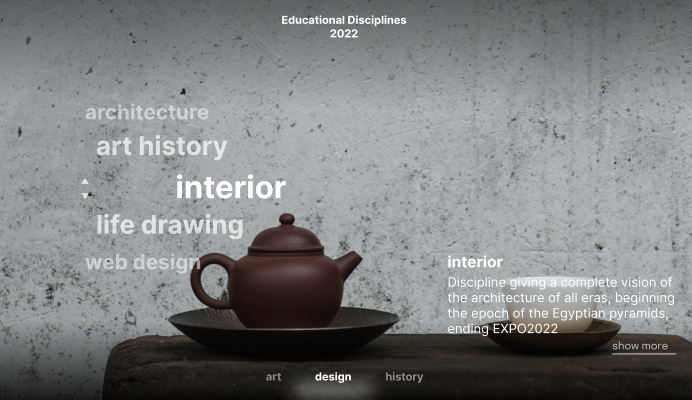 Educational Disciplines
2022
architecture
art history
interior
life drawing
web design
interior
Discipline giving a complete vision of
the architecture of all eras, beginning
the epoch of the Egyptian pyramids,
ending EXPO2022
show more
art design history